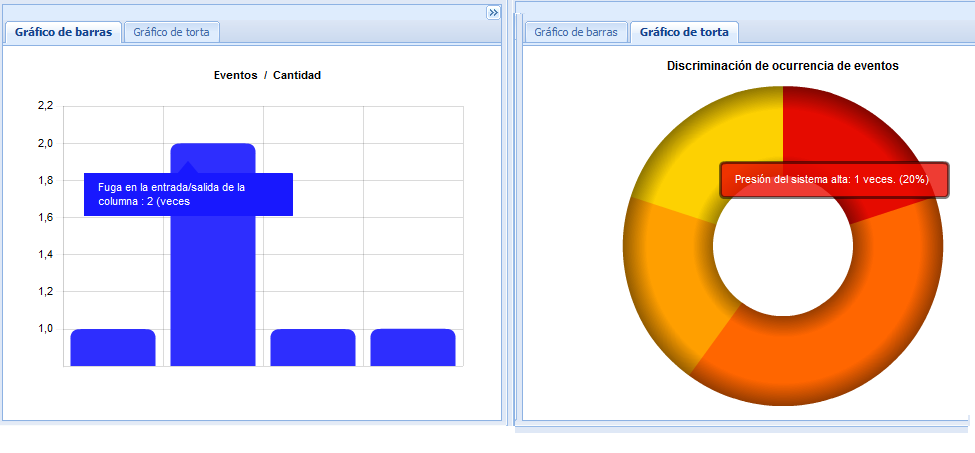 Gráfico de barras Gráfico de torta
Eventos / Cantidad
2,2
2,0
1,8
1,6
1,4
1,2
1,0
Fuga en la entrada/salida de la
columna : 2 (veces
Gráfico de barras Gráfico de torta
Discriminación de ocurrencia de eventos
Presión del sistema alta: 1 veces. (20%)